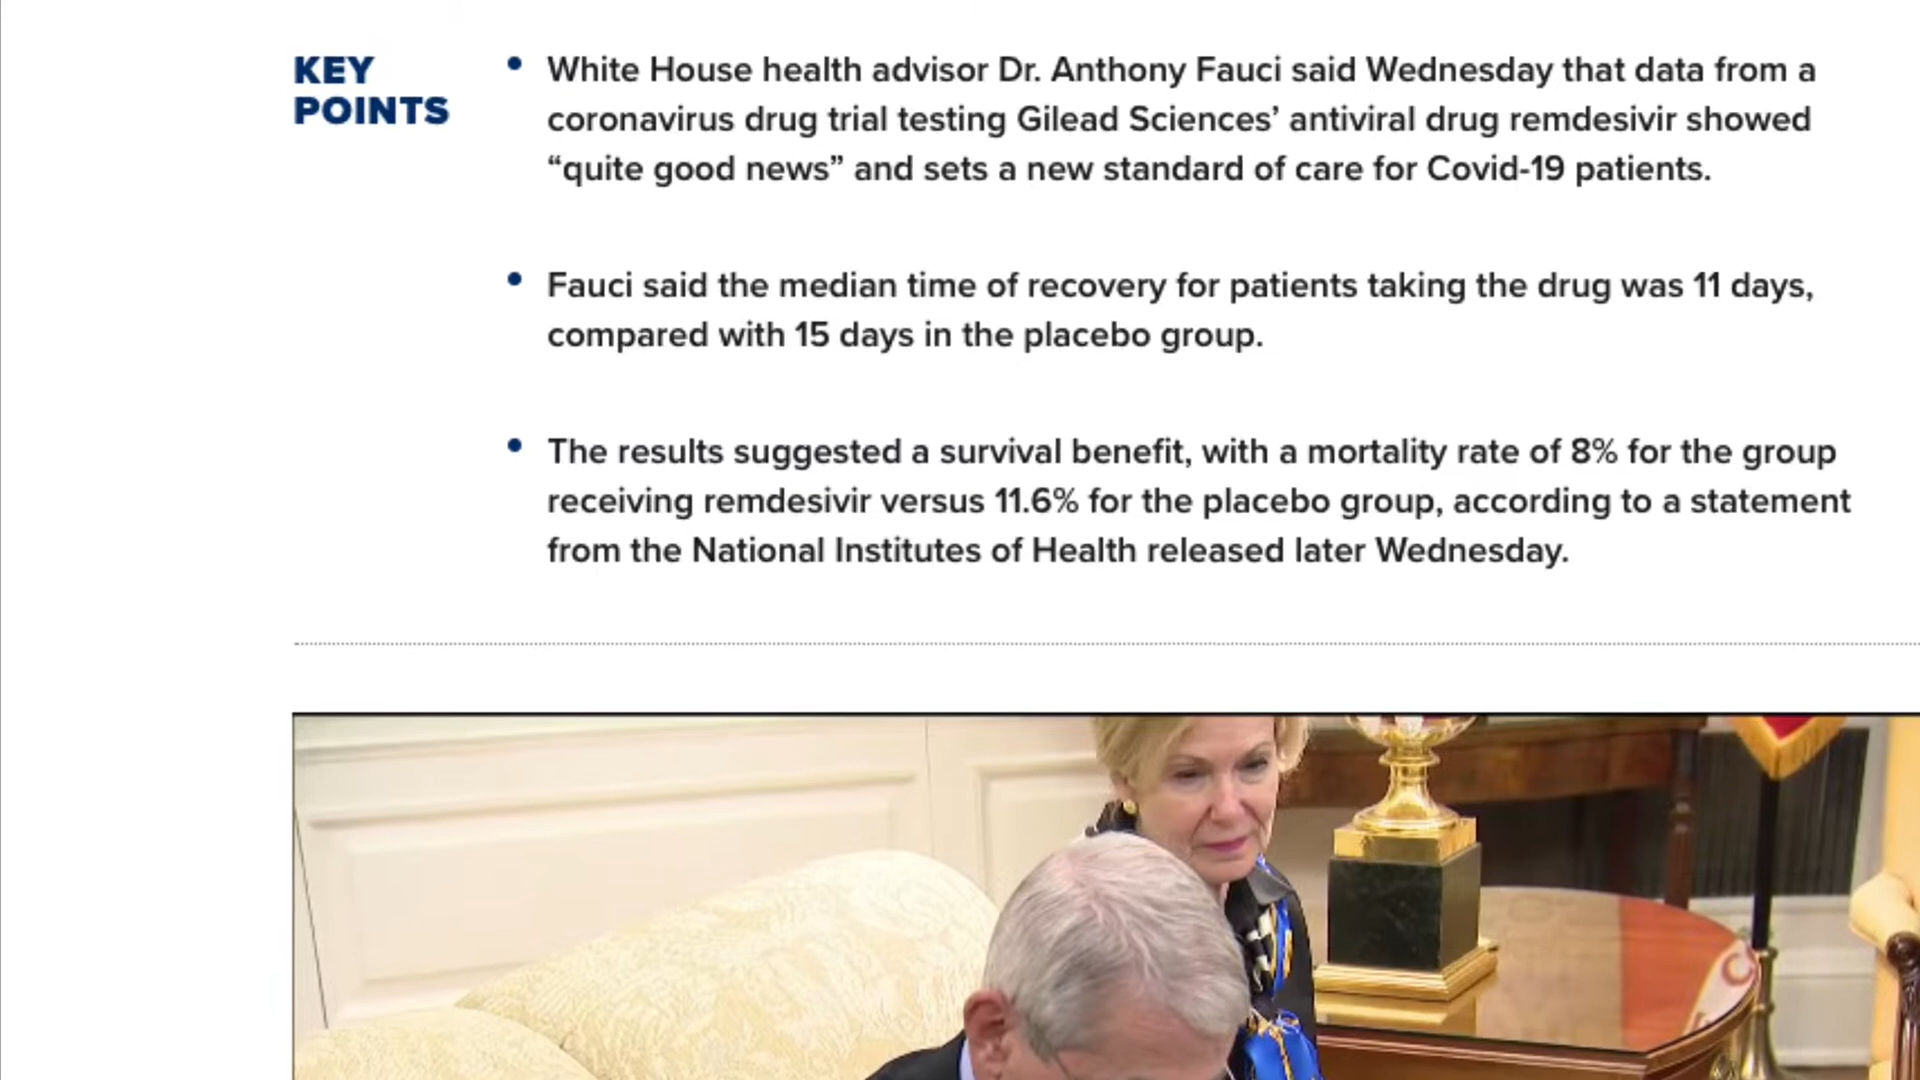 KEY
POINTS
• White House health advisor Dr. Anthony Fauci said Wednesday that data from a
coronavirus drug trial testing Gilead Sciences’ antiviral drug remdesivir showed
“quite good news” and sets a new standard of care for Covid-19 patients.
• Fauci said the median time of recovery for patients taking the drug was 11 days,
compared with 15 days in the placebo group.
• The results suggested a survival benefit, with a mortality rate of 8% for the group
receiving remdesivir versus 11.6% for the placebo group, according to a statement
from the National Institutes of Health released later Wednesday.